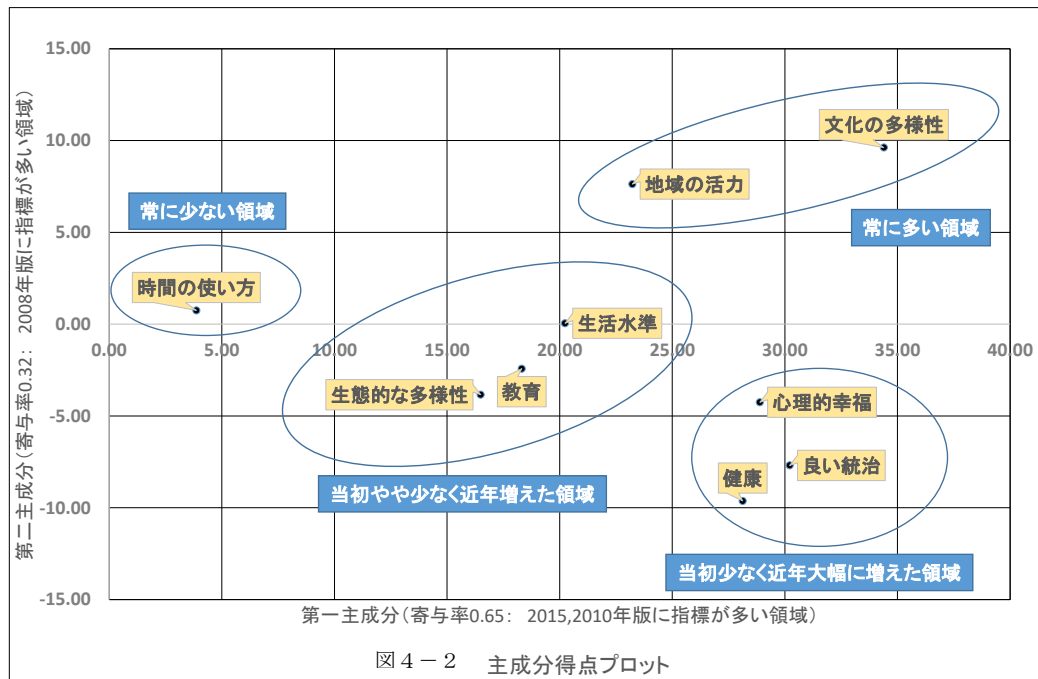 第二主成分(寄与率0.32： 2008年版に指標が多い領域)
15.00
10.00
5.00
0.00
-5.00
-10.00
-15.00
0.00 5.00 10.00 15.00 20.00 25.00 30.00 35.00 40.00
文化の多様性
地域の活力
常に少ない領域
常に多い領域
時間の使い方
生活水準
生態的な多様性
教育
心理的幸福
良い統治
健康
当初やや少なく近年増えた領域
当初少なく近年大幅に増えた領域
第一主成分(寄与率0.65： 2015,2010年版に指標が多い領域)
図４－２ 主成分得点プロット